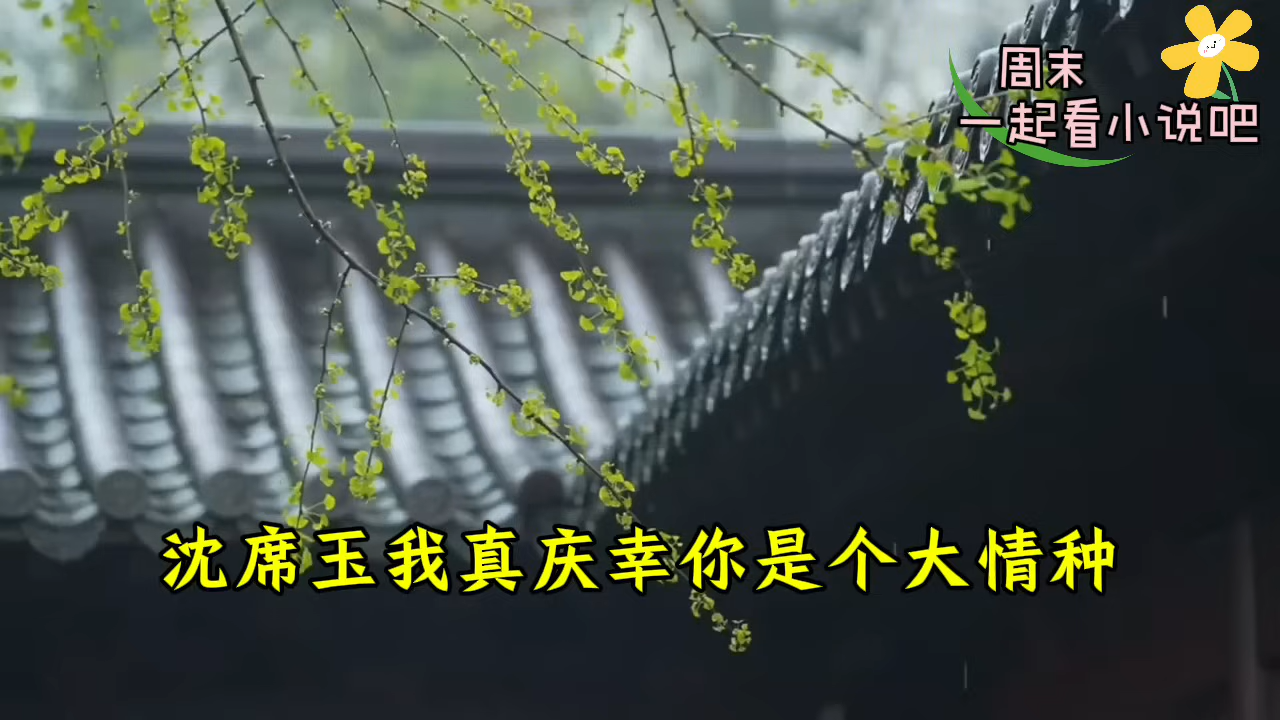 周末
一起看小说吧
沈席玉我真庆幸你是个大情种